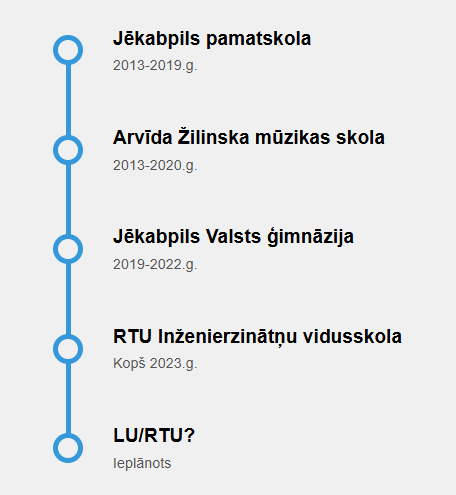 Jēkabpils pamatskola
2013-2019.g.
Arvīda Žilinska mūzikas skola
2013-2020.g.
Jēkabpils Valsts ģimnāzija
2019-2022.g.
RTU Inženierzinātņu vidusskola
Kopš 2023.g.
LU/RTU?
Ieplānots